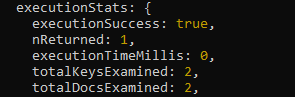 executionStats: {
executionSuccess: true,
nReturned: 1,
executionTimeMillis: 0,
totalKeysExamined: 2,
totalDocsExamined: 2,